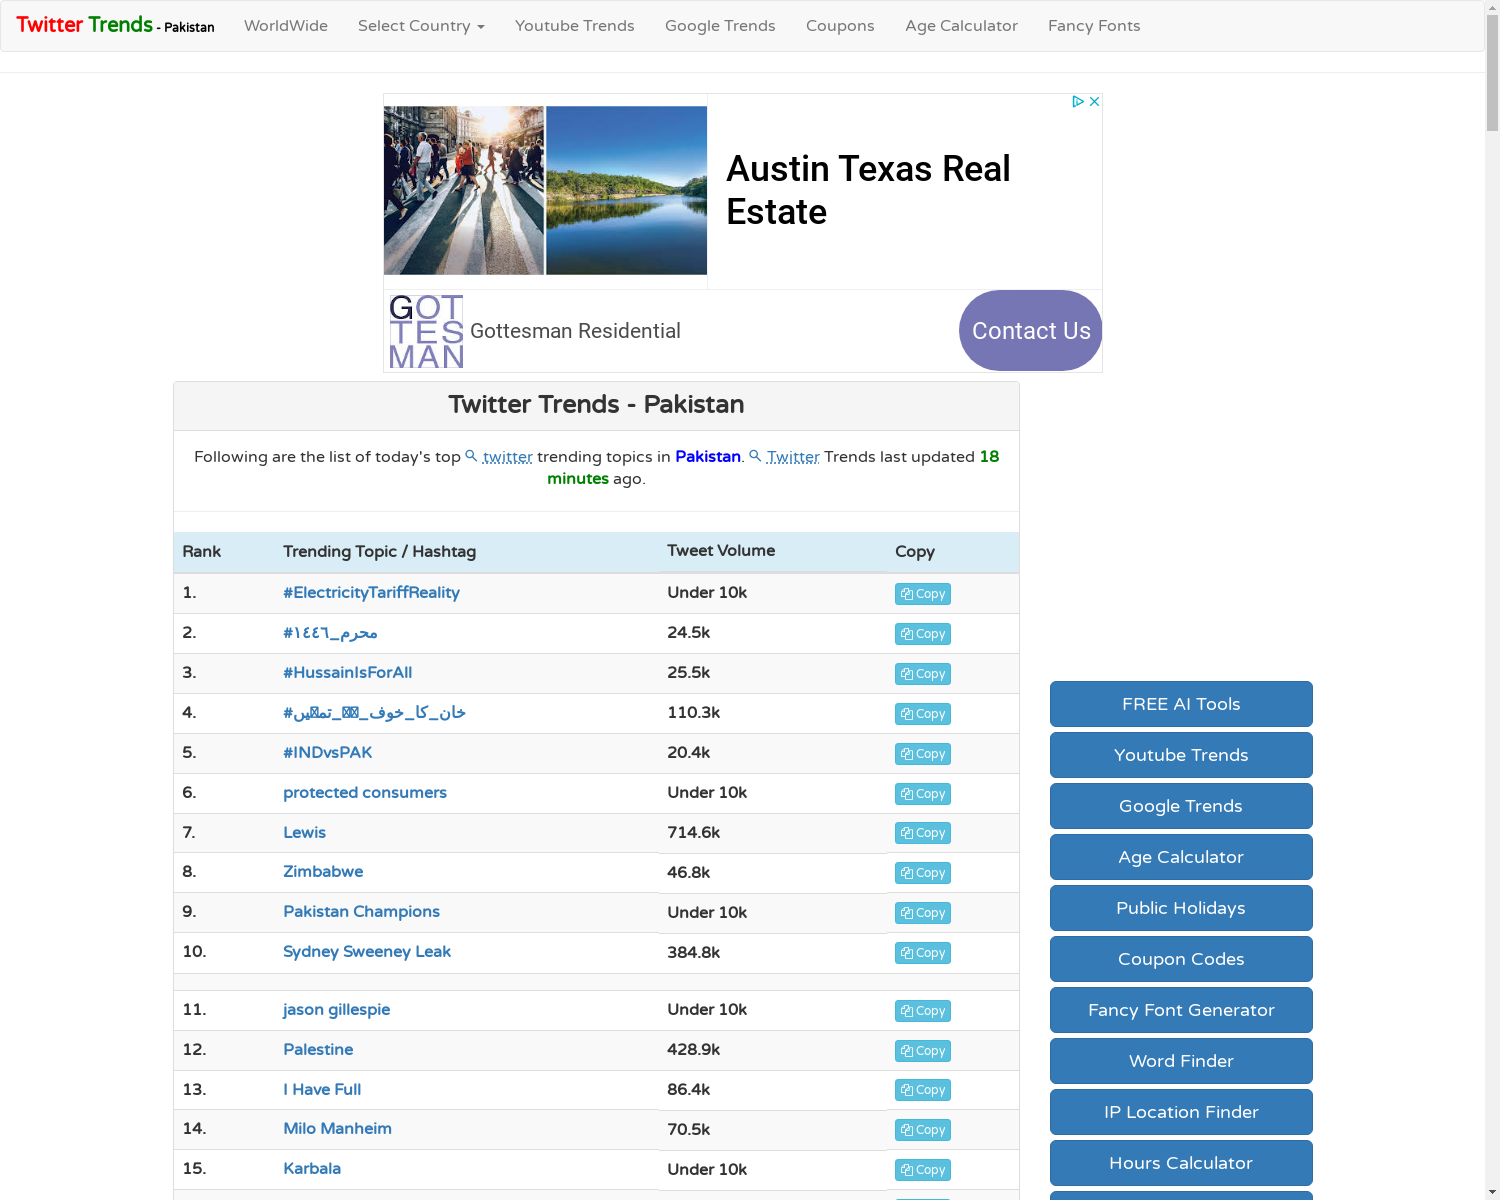 Twitter Trends - Pakistan
WorldWide
Select Country
Youtube Trends
Google Trends
Coupons
Age Calculator
Fancy Fonts
Austin Texas Real
Estate
GOT
TES
MAN
Gottesman Residential
Contact Us
Twitter Trends - Pakistan
Following are the list of today's top twitter trending topics in Pakistan. Twitter Trends last updated 18
minutes ago.
Rank Trending Topic / Hashtag Tweet Volume Copy
1. #ElectricityTariffReality Under 10k Copy
2. #محرم_١٤٤٦ 24.5k Copy
3. #HussainIsForAll 25.5k Copy
4. #خان_کا_خوف 110.3k Copy
5. #INDvsPAK 20.4k Copy
6. protected consumers Under 10k Copy
7. Lewis 714.6k Copy
8. Zimbabwe 46.8k Copy
9. Pakistan Champions Under 10k Copy
10. Sydney Sweeney Leak 384.8k Copy
11. jason gillespie Under 10k Copy
12. Palestine 428.9k Copy
13. I Have Full 86.4k Copy
14. Milo Manheim 70.5k Copy
15. Karbala Under 10k Copy
FREE AI Tools
Youtube Trends
Google Trends
Age Calculator
Public Holidays
Coupon Codes
Fancy Font Generator
Word Finder
IP Location Finder
Hours Calculator